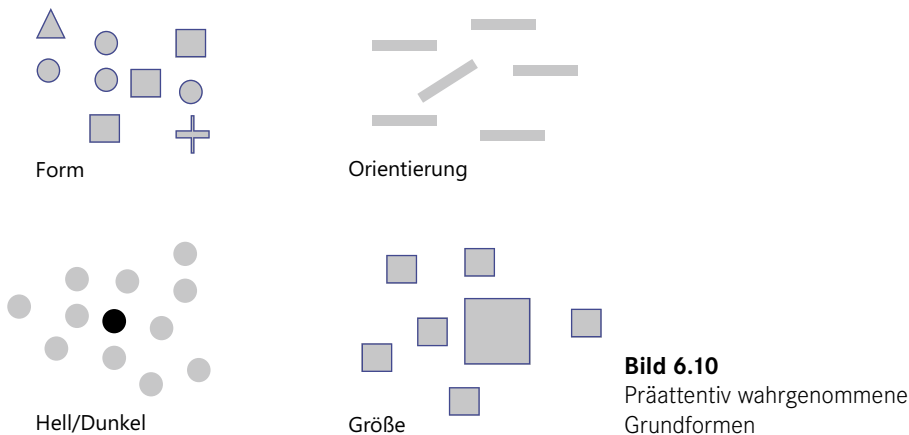 Form
Orientierung
Hell/Dunkel
Größe
Bild 6.10
Präattentiv wahrgenommene
Grundformen